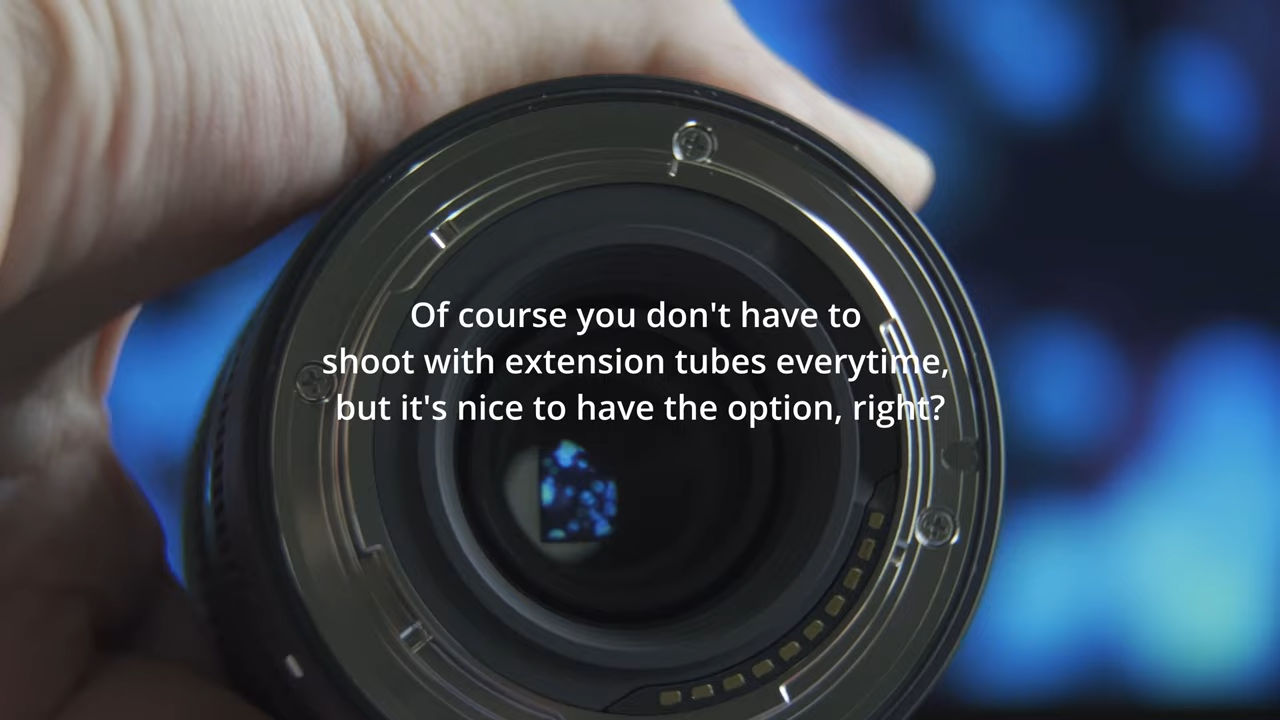 Of course you don't have to
shoot with extension tubes everytime,
but it's nice to have the option, right?